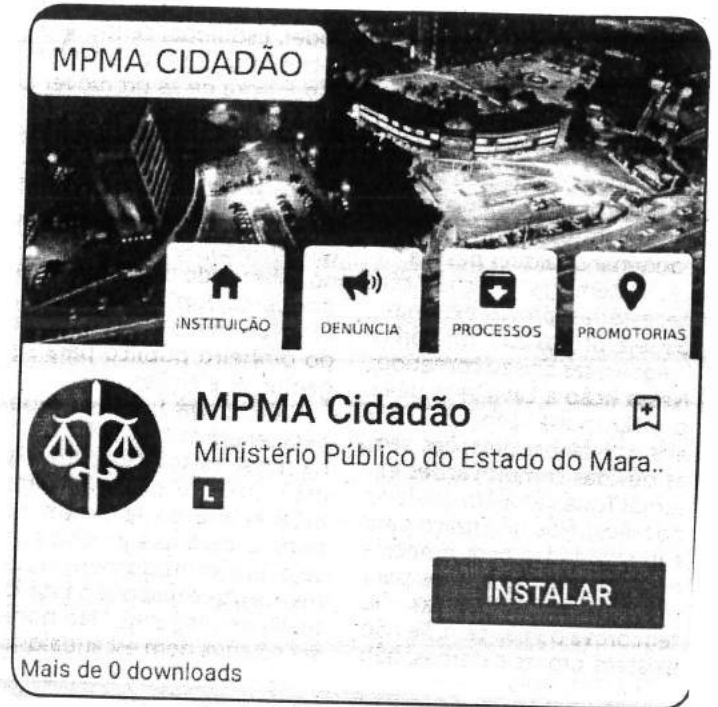 MPMA CIDADÃO
INSTITUIÇÃO
DENÚNCIA
PROCESSOS
PROMOTORIAS
MPMA Cidadão
Ministério Público do Estado do Mara..
L
INSTALAR
Mais de 0 downloads